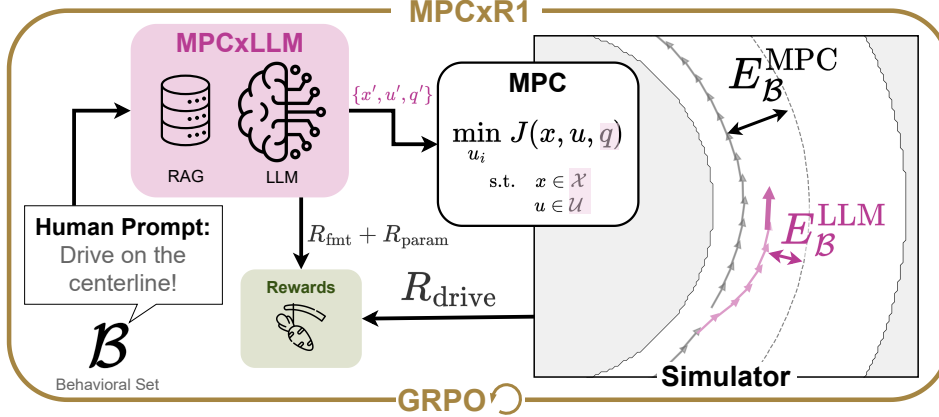 MPCxR1
MPCxLLM
RAG
LLM
{x′, u′, q′}
MPC
min J(x, u, q)
u_i
s.t. x ∈ 𝒳
u ∈ 𝒰
E_ℬ^MPC
E_ℬ^LLM
Human Prompt:
Drive on the
centerline!
ℬ
Behavioral Set
R_fmt + R_param
Rewards
R_drive
Simulator
GRPO